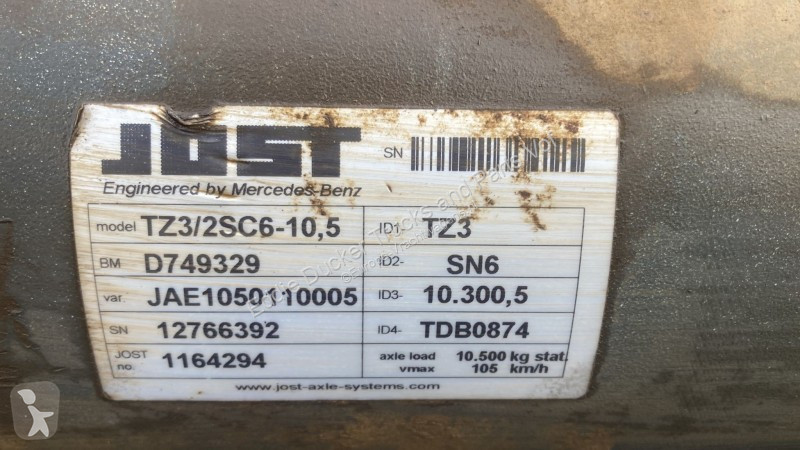 JOST
Engineered by Mercedes-Benz
SN
model TZ3/2SC6-10,5 ID1- TZ3
BM D749329 ID2- SN6
var. JAE1050110005 ID3- 10.300,5
SN 12766392 ID4- TDB0874
JOST no. 1164294 axle load 10.500 kg stat.
vmax 105 km/h
www.jost-axle-systems.com